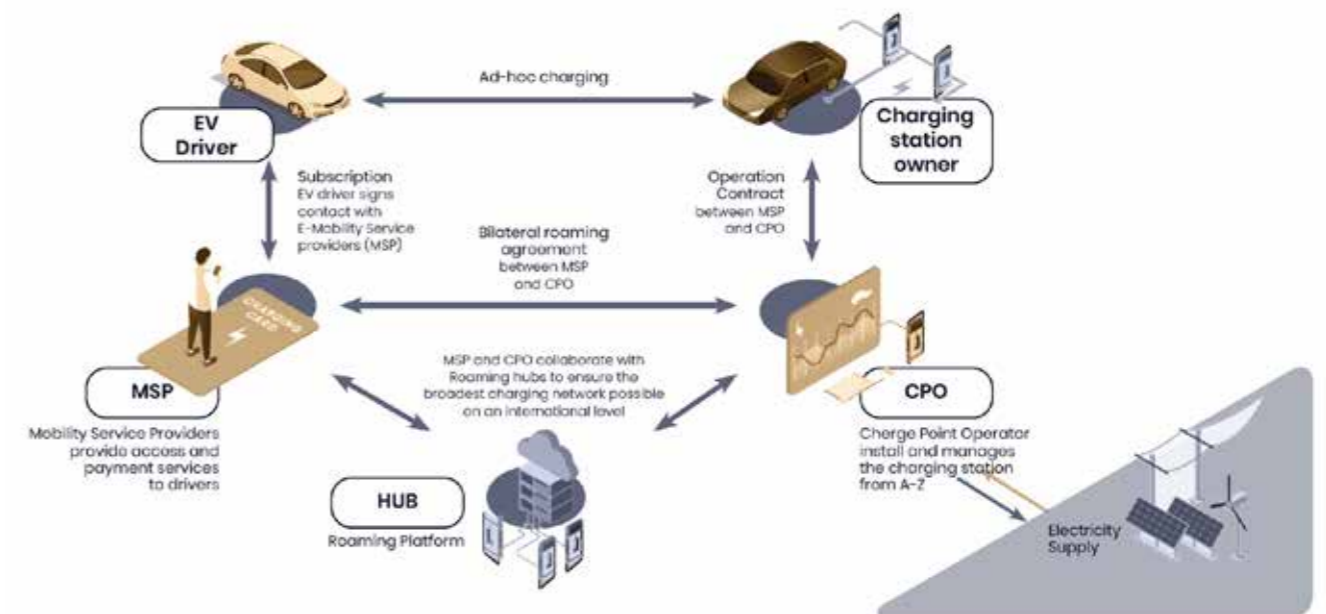 Ad-hoc charging
EV
Driver
Charging
station
owner
Subscription
EV driver signs
contact with
E-Mobility Service
providers (MSP)
Operation
Contract
between MSP
and CPO
Bilateral roaming
agreement
between MSP
and CPO
CHARGING
CARD
MSP and CPO collaborate with
Roaming hubs to ensure the
broadest charging network possible
on an international level
MSP
Mobility Service Providers
provide access and
payment services
to drivers
CPO
Cherge Point Operator
install and manages
the charging station
from A-Z
HUB
Roaming Platform
Electricity
Supply